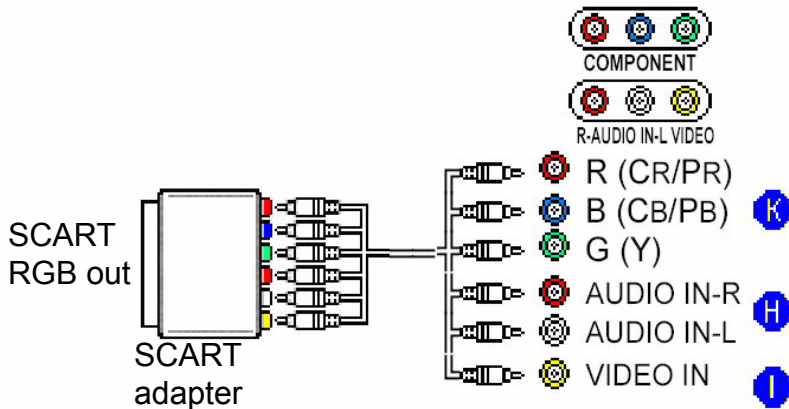 COMPONENT
R-AUDIO IN-L VIDEO
R (CR/PR)
B (CB/PB)
K
G (Y)
SCART
RGB out
AUDIO IN-R
H
AUDIO IN-L
SCART
adapter
VIDEO IN
I